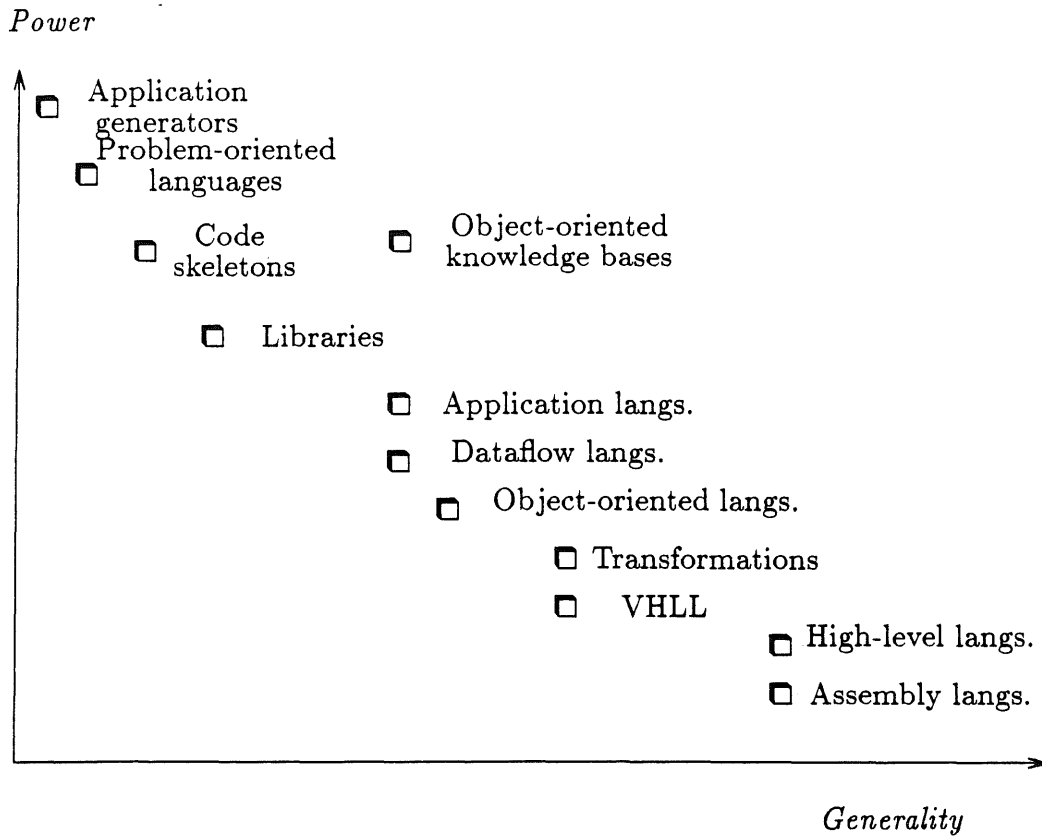 Power
Application
generators
Problem-oriented
languages
Code
skeletons
Object-oriented
knowledge bases
Libraries
Application langs.
Dataflow langs.
Object-oriented langs.
Transformations
VHLL
High-level langs.
Assembly langs.
Generality